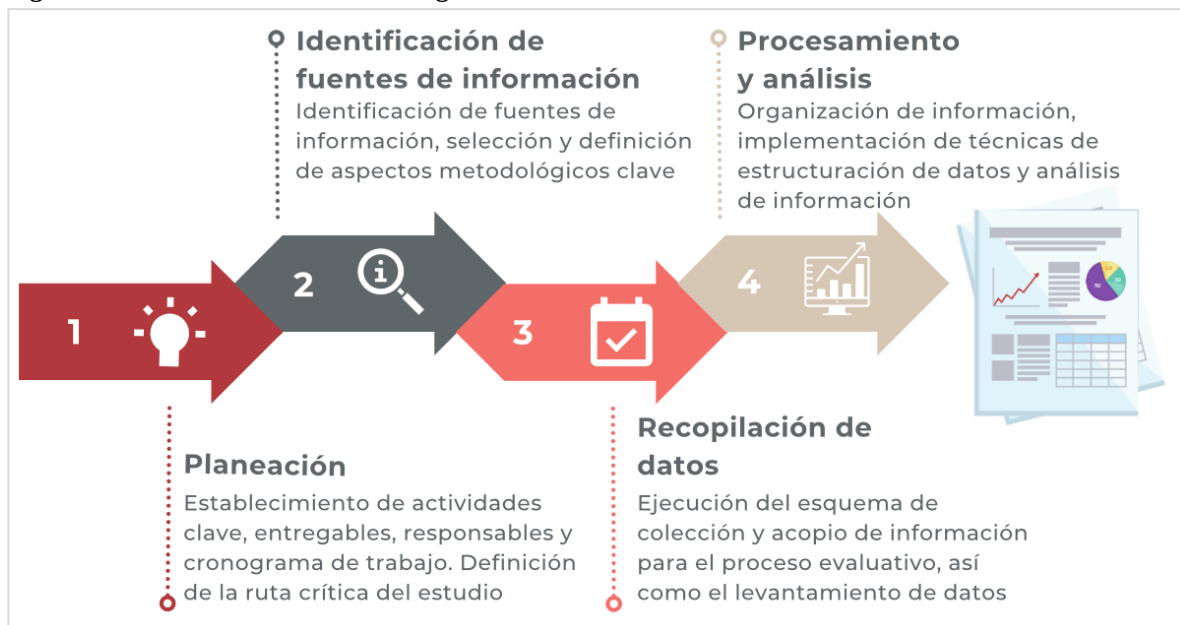 Identificación de
fuentes de información
Identificación de fuentes de
información, selección y definición
de aspectos metodológicos clave
Procesamiento
y análisis
Organización de información,
implementación de técnicas de
estructuración de datos y análisis
de información
1
2
3
4
Planeación
Establecimiento de actividades
clave, entregables, responsables y
cronograma de trabajo. Definición
de la ruta crítica del estudio
Recopilación de
datos
Ejecución del esquema de
colección y acopio de información
para el proceso evaluativo, así
como el levantamiento de datos